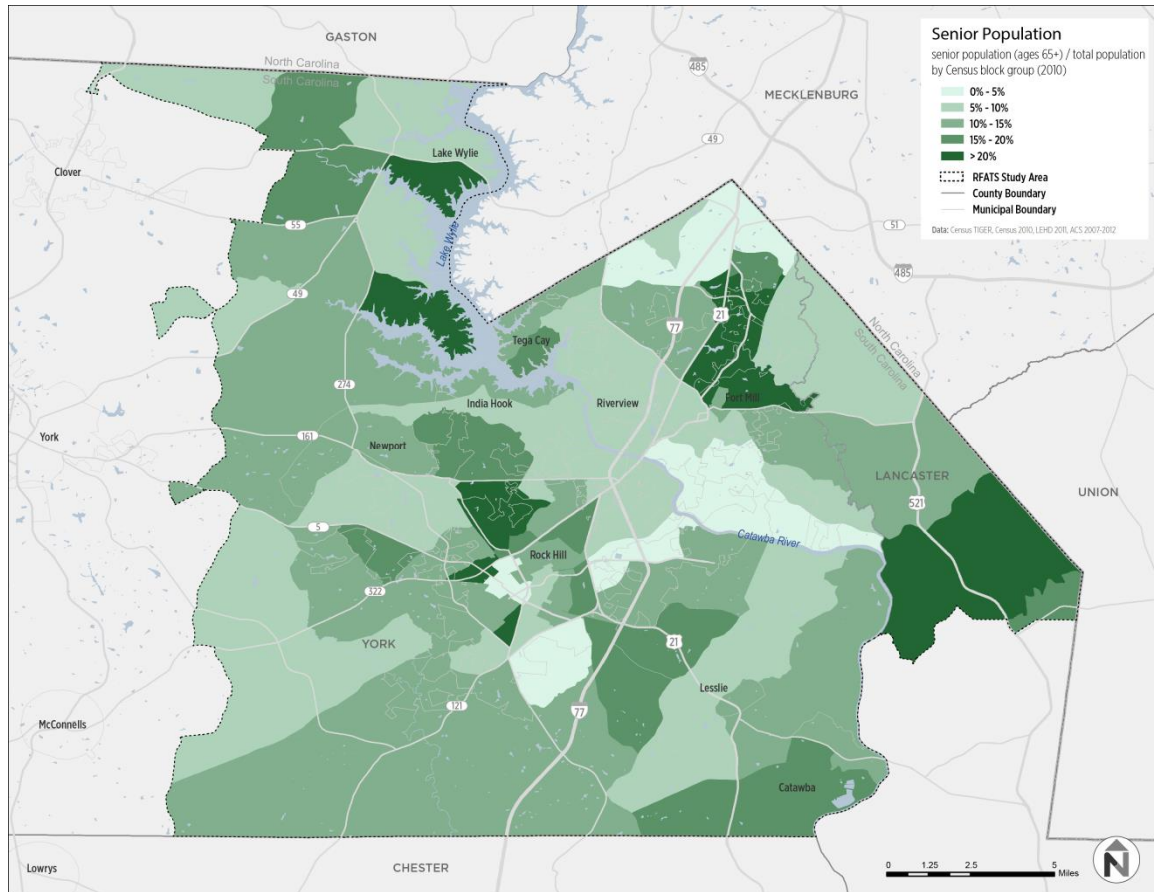 Senior Population
senior population (ages 65+) / total population
by Census block group (2010)
0% - 5%
5% - 10%
10% - 15%
15% - 20%
> 20%
RFATS Study Area
County Boundary
Municipal Boundary
Data: Census TIGER, Census 2010, LEHD 2011, ACS 2007-2012
GASTON
North Carolina
South Carolina
485
MECKLENBURG
49
Lake Wylie
Clover
51
55
Lake Wylie
485
49
77
21
Tega Cay
North Carolina
South Carolina
274
India Hook
Riverview
Fort Mill
York
161
Newport
LANCASTER
UNION
521
5
Catawba River
Rock Hill
322
YORK
21
Lesslie
McConnells
121
77
Catawba
Lowrys
CHESTER
0 1.25 2.5 5
Miles
N